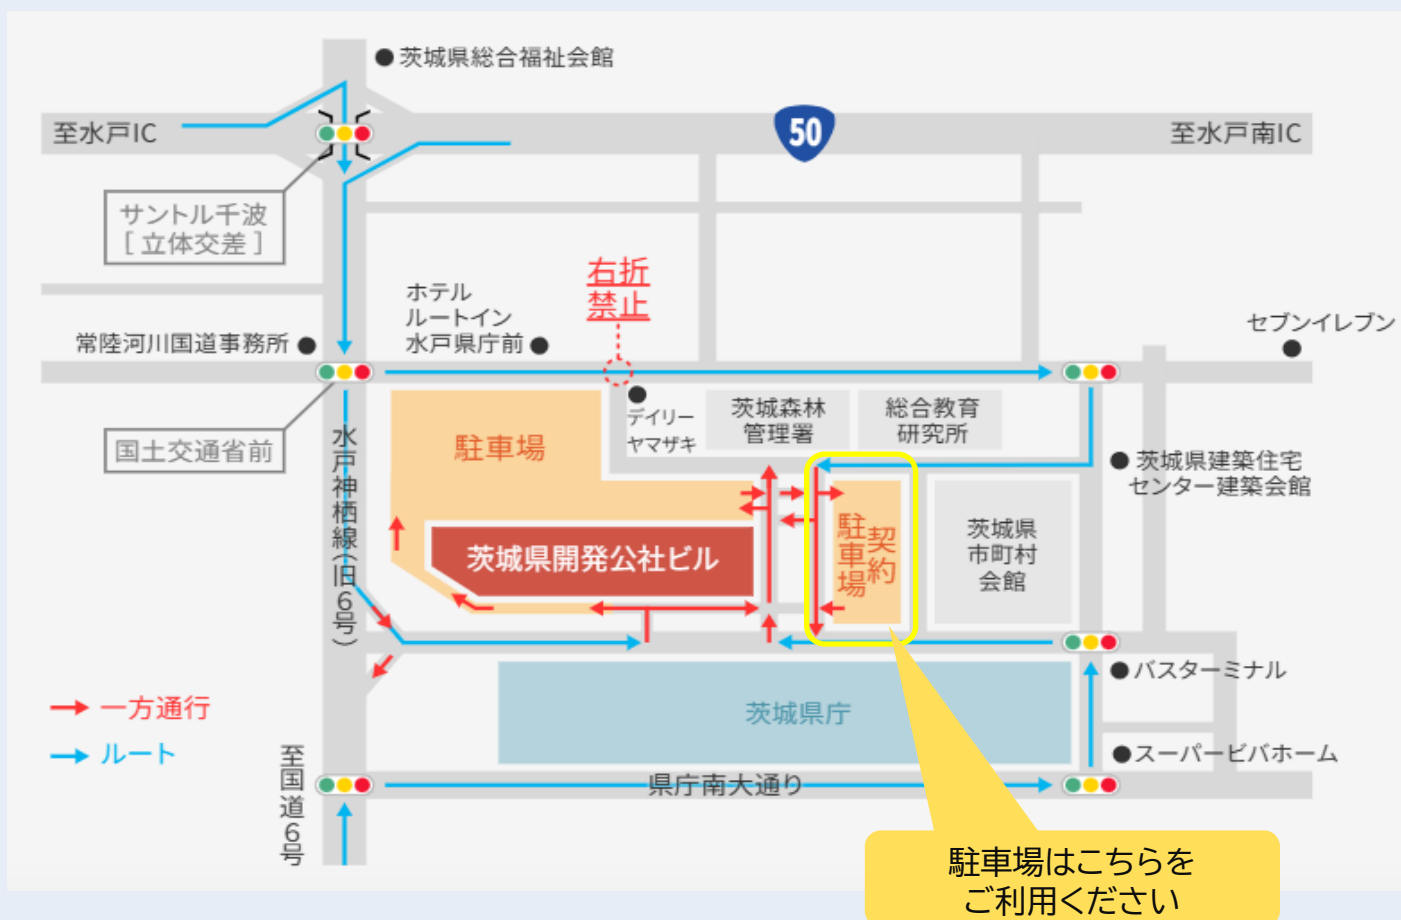 茨城県総合福祉会館
至水戸IC
50
至水戸南IC
サントル千波
[ 立体交差 ]
右折
禁止
ホテル
ルートイン
水戸県庁前
常陸河川国道事務所
セブンイレブン
国土交通省前
水戸神栖線(旧6号)
駐車場
デイリー
ヤマザキ
茨城森林
管理署
総合教育
研究所
茨城県建築住宅
センター建築会館
茨城県開発公社ビル
契約
駐車場
茨城県
市町村
会館
バスターミナル
一方通行
ルート
茨城県庁
スーパービバホーム
至国道6号
県庁南大通り
駐車場はこちらを
ご利用ください